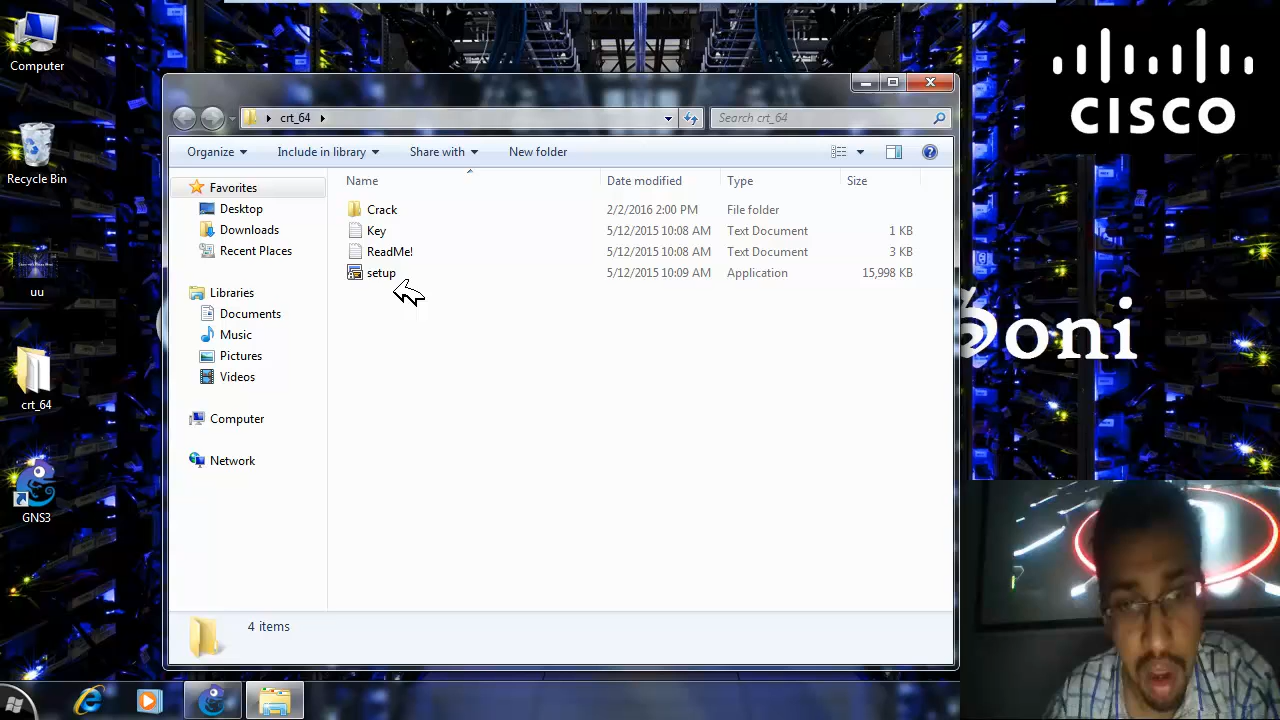 Computer
Recycle Bin
uu
crt_64
GNS3
crt_64
Search crt_64
Organize
Include in library
Share with
New folder
Name
Date modified
Type
Size
Crack
2/2/2016 2:00 PM
File folder
Key
5/12/2015 10:08 AM
Text Document
1 KB
ReadMe!
5/12/2015 10:08 AM
Text Document
3 KB
setup
5/12/2015 10:09 AM
Application
15,998 KB
Favorites
Desktop
Downloads
Recent Places
Libraries
Documents
Music
Pictures
Videos
Computer
Network
4 items
CISCO
oni